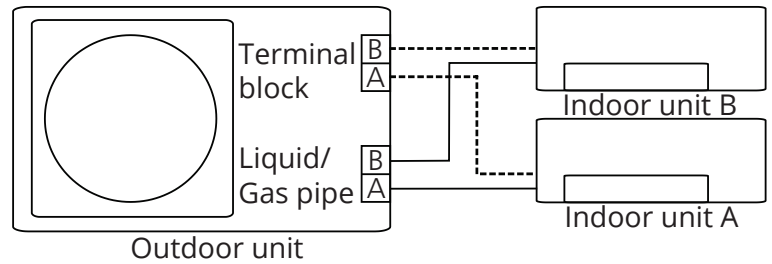 Terminal
block
B
A
Liquid/
Gas pipe
B
A
Outdoor unit
Indoor unit B
Indoor unit A